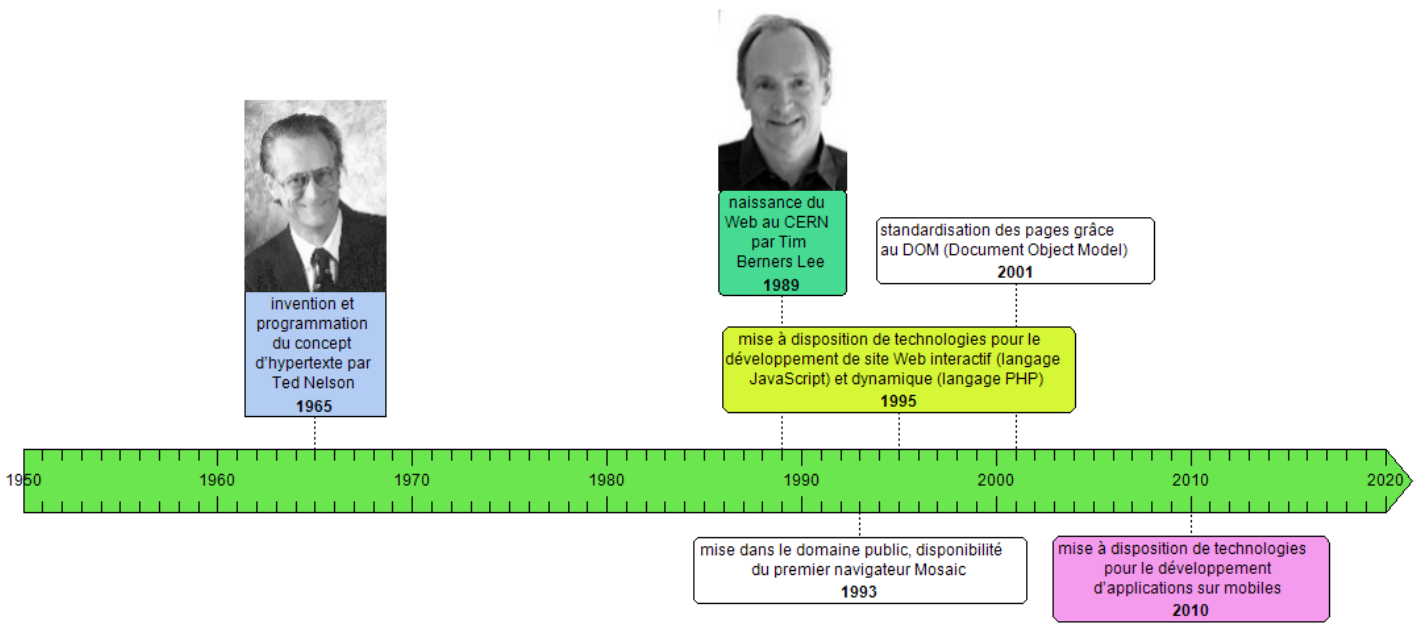 naissance du
Web au CERN
par Tim
Berners Lee
1989
standardisation des pages grâce
au DOM (Document Object Model)
2001
invention et
programmation
du concept
d'hypertexte par
Ted Nelson
1965
mise à disposition de technologies pour le
développement de site Web interactif (langage
JavaScript) et dynamique (langage PHP)
1995
1950 1960 1970 1980 1990 2000 2010 2020
mise dans le domaine public, disponibilité
du premier navigateur Mosaic
1993
mise à disposition de technologies
pour le développement
d'applications sur mobiles
2010